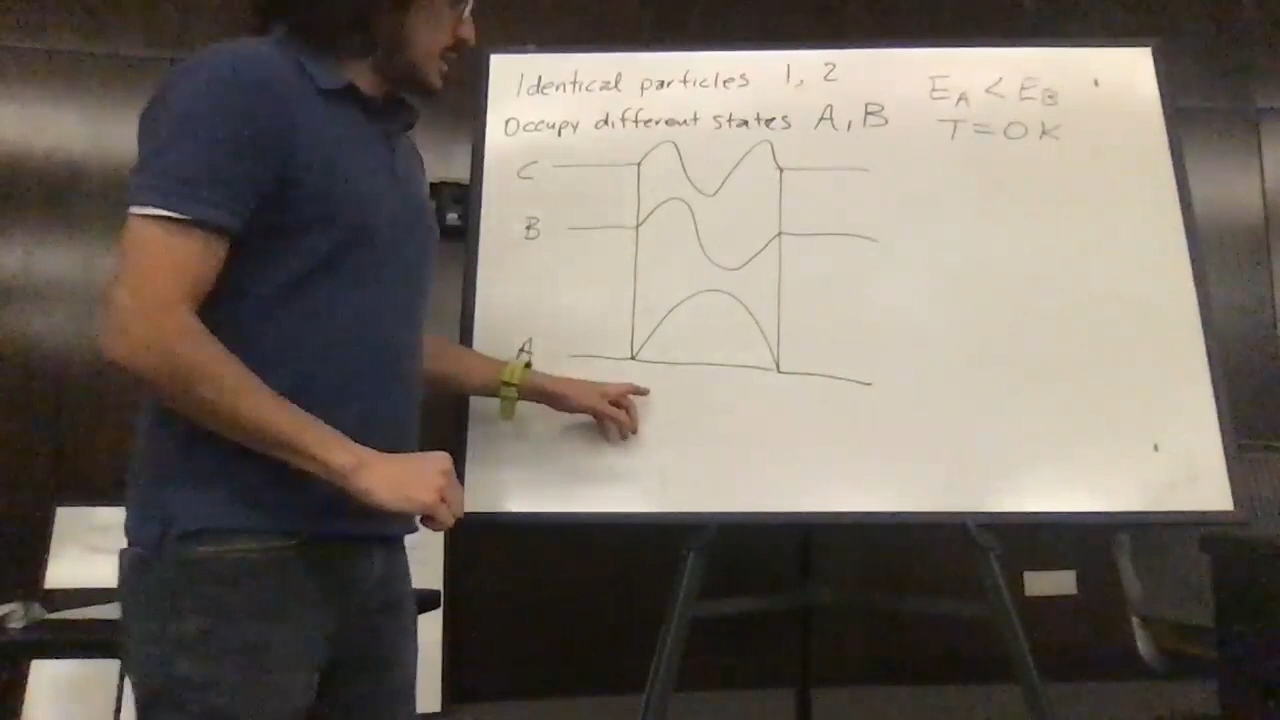 Identical particles 1, 2
Occupy different states A, B
E_A < E_B
T = 0 K
C
B
A